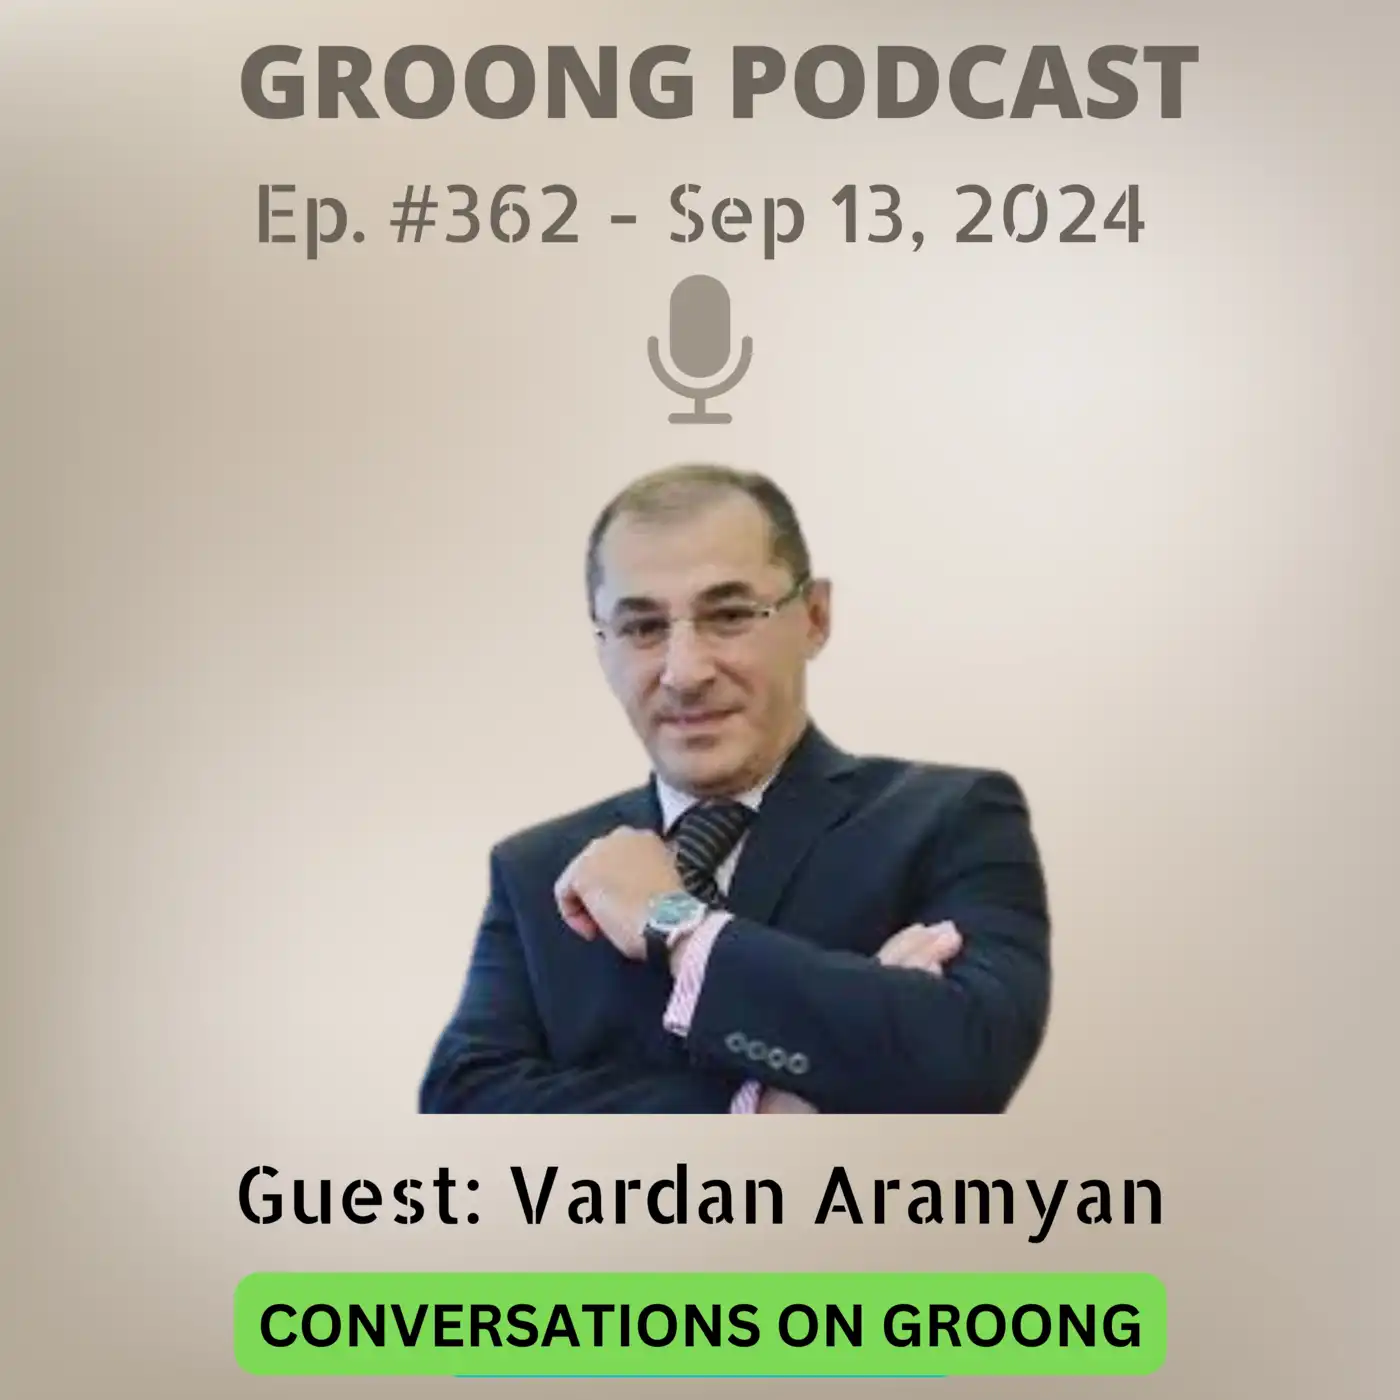 GROONG PODCAST
Ep. #362 - Sep 13, 2024
Guest: Vardan Aramyan
CONVERSATIONS ON GROONG